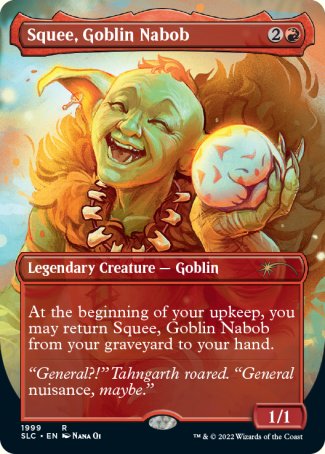 Squee, Goblin Nabob 2
Legendary Creature — Goblin
At the beginning of your upkeep, you
may return Squee, Goblin Nabob
from your graveyard to your hand.
“General?!” Tahngarth roared. “General
nuisance, maybe.”
1/1
1999 R
SLC • EN Nana Qi
™ & © 2022 Wizards of the Coast